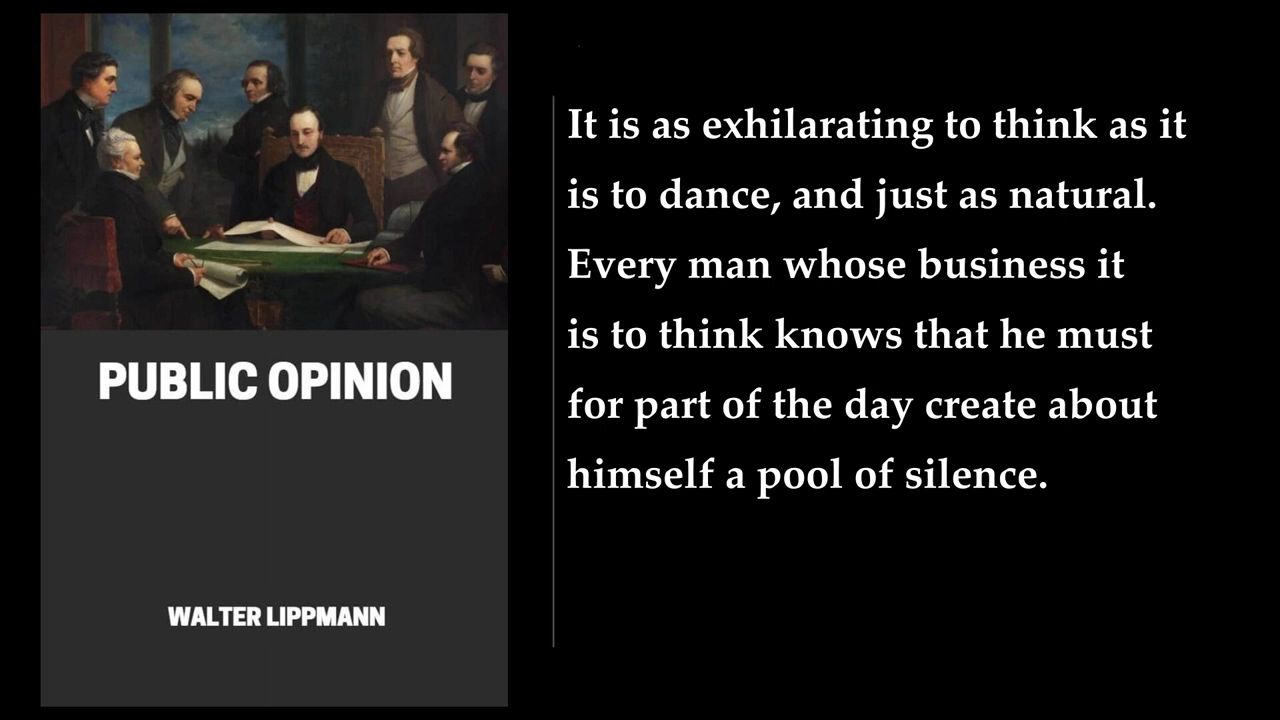 PUBLIC OPINION
WALTER LIPPMANN
It is as exhilarating to think as it
is to dance, and just as natural.
Every man whose business it
is to think knows that he must
for part of the day create about
himself a pool of silence.